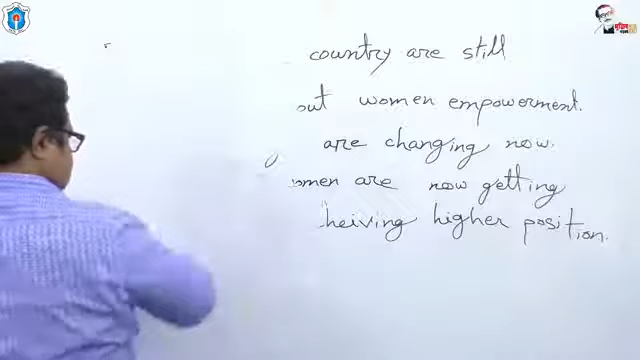 country are still
out women empowerment.
are changing now.
omen are now getting
heiving higher position.